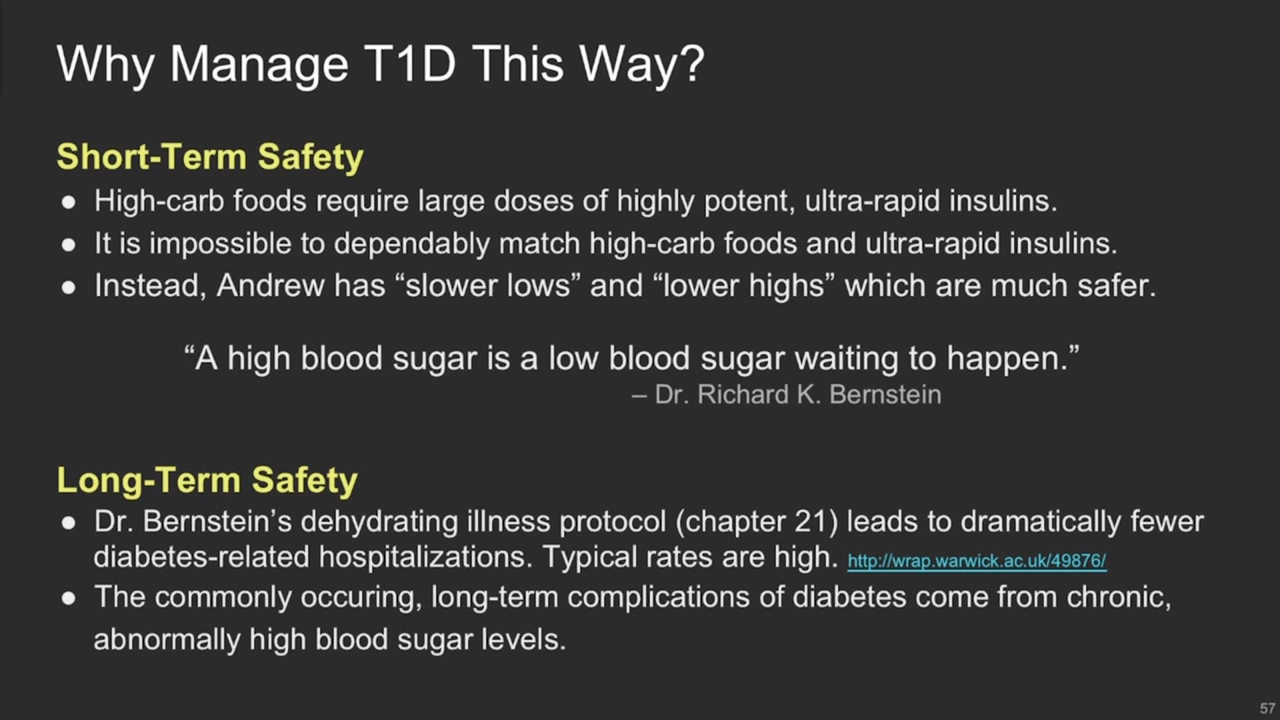 Why Manage T1D This Way?
Short-Term Safety
● High-carb foods require large doses of highly potent, ultra-rapid insulins.
● It is impossible to dependably match high-carb foods and ultra-rapid insulins.
● Instead, Andrew has “slower lows” and “lower highs” which are much safer.
“A high blood sugar is a low blood sugar waiting to happen.”
– Dr. Richard K. Bernstein
Long-Term Safety
● Dr. Bernstein’s dehydrating illness protocol (chapter 21) leads to dramatically fewer
diabetes-related hospitalizations. Typical rates are high. http://wrap.warwick.ac.uk/49876/
● The commonly occuring, long-term complications of diabetes come from chronic,
abnormally high blood sugar levels.
57